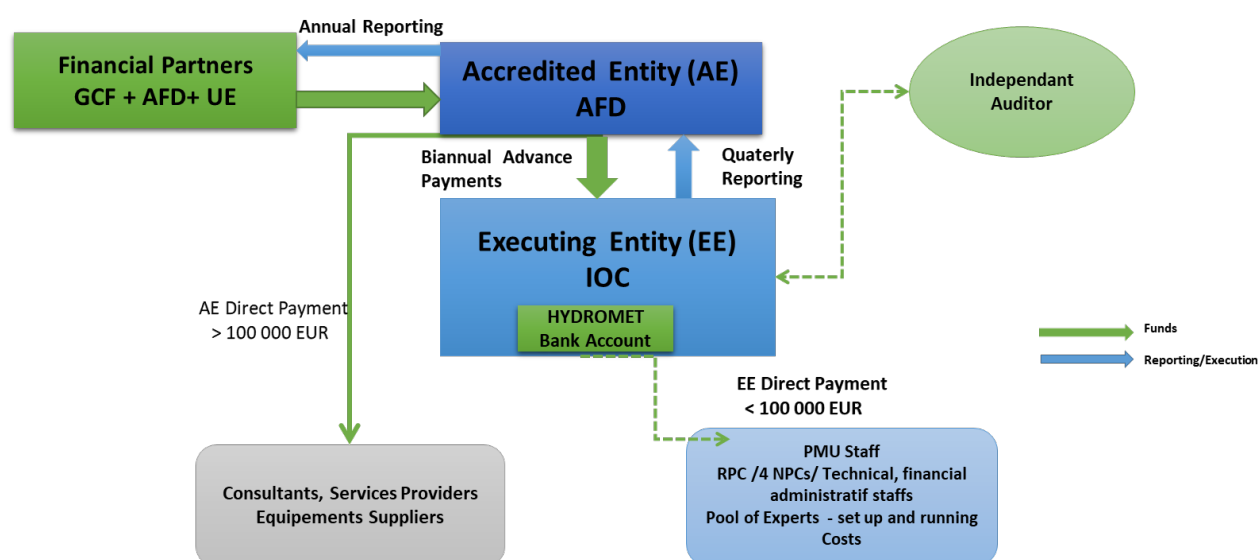 Annual Reporting
Financial Partners
GCF + AFD+ UE
Accredited Entity (AE)
AFD
Independant
Auditor
Biannual Advance
Payments
Quaterly
Reporting
Executing Entity (EE)
IOC
HYDROMET
Bank Account
AE Direct Payment
> 100 000 EUR
Funds
Reporting/Execution
EE Direct Payment
< 100 000 EUR
Consultants, Services Providers
Equipements Suppliers
PMU Staff
RPC /4 NPCs/ Technical, financial
administratif staffs
Pool of Experts - set up and running
Costs